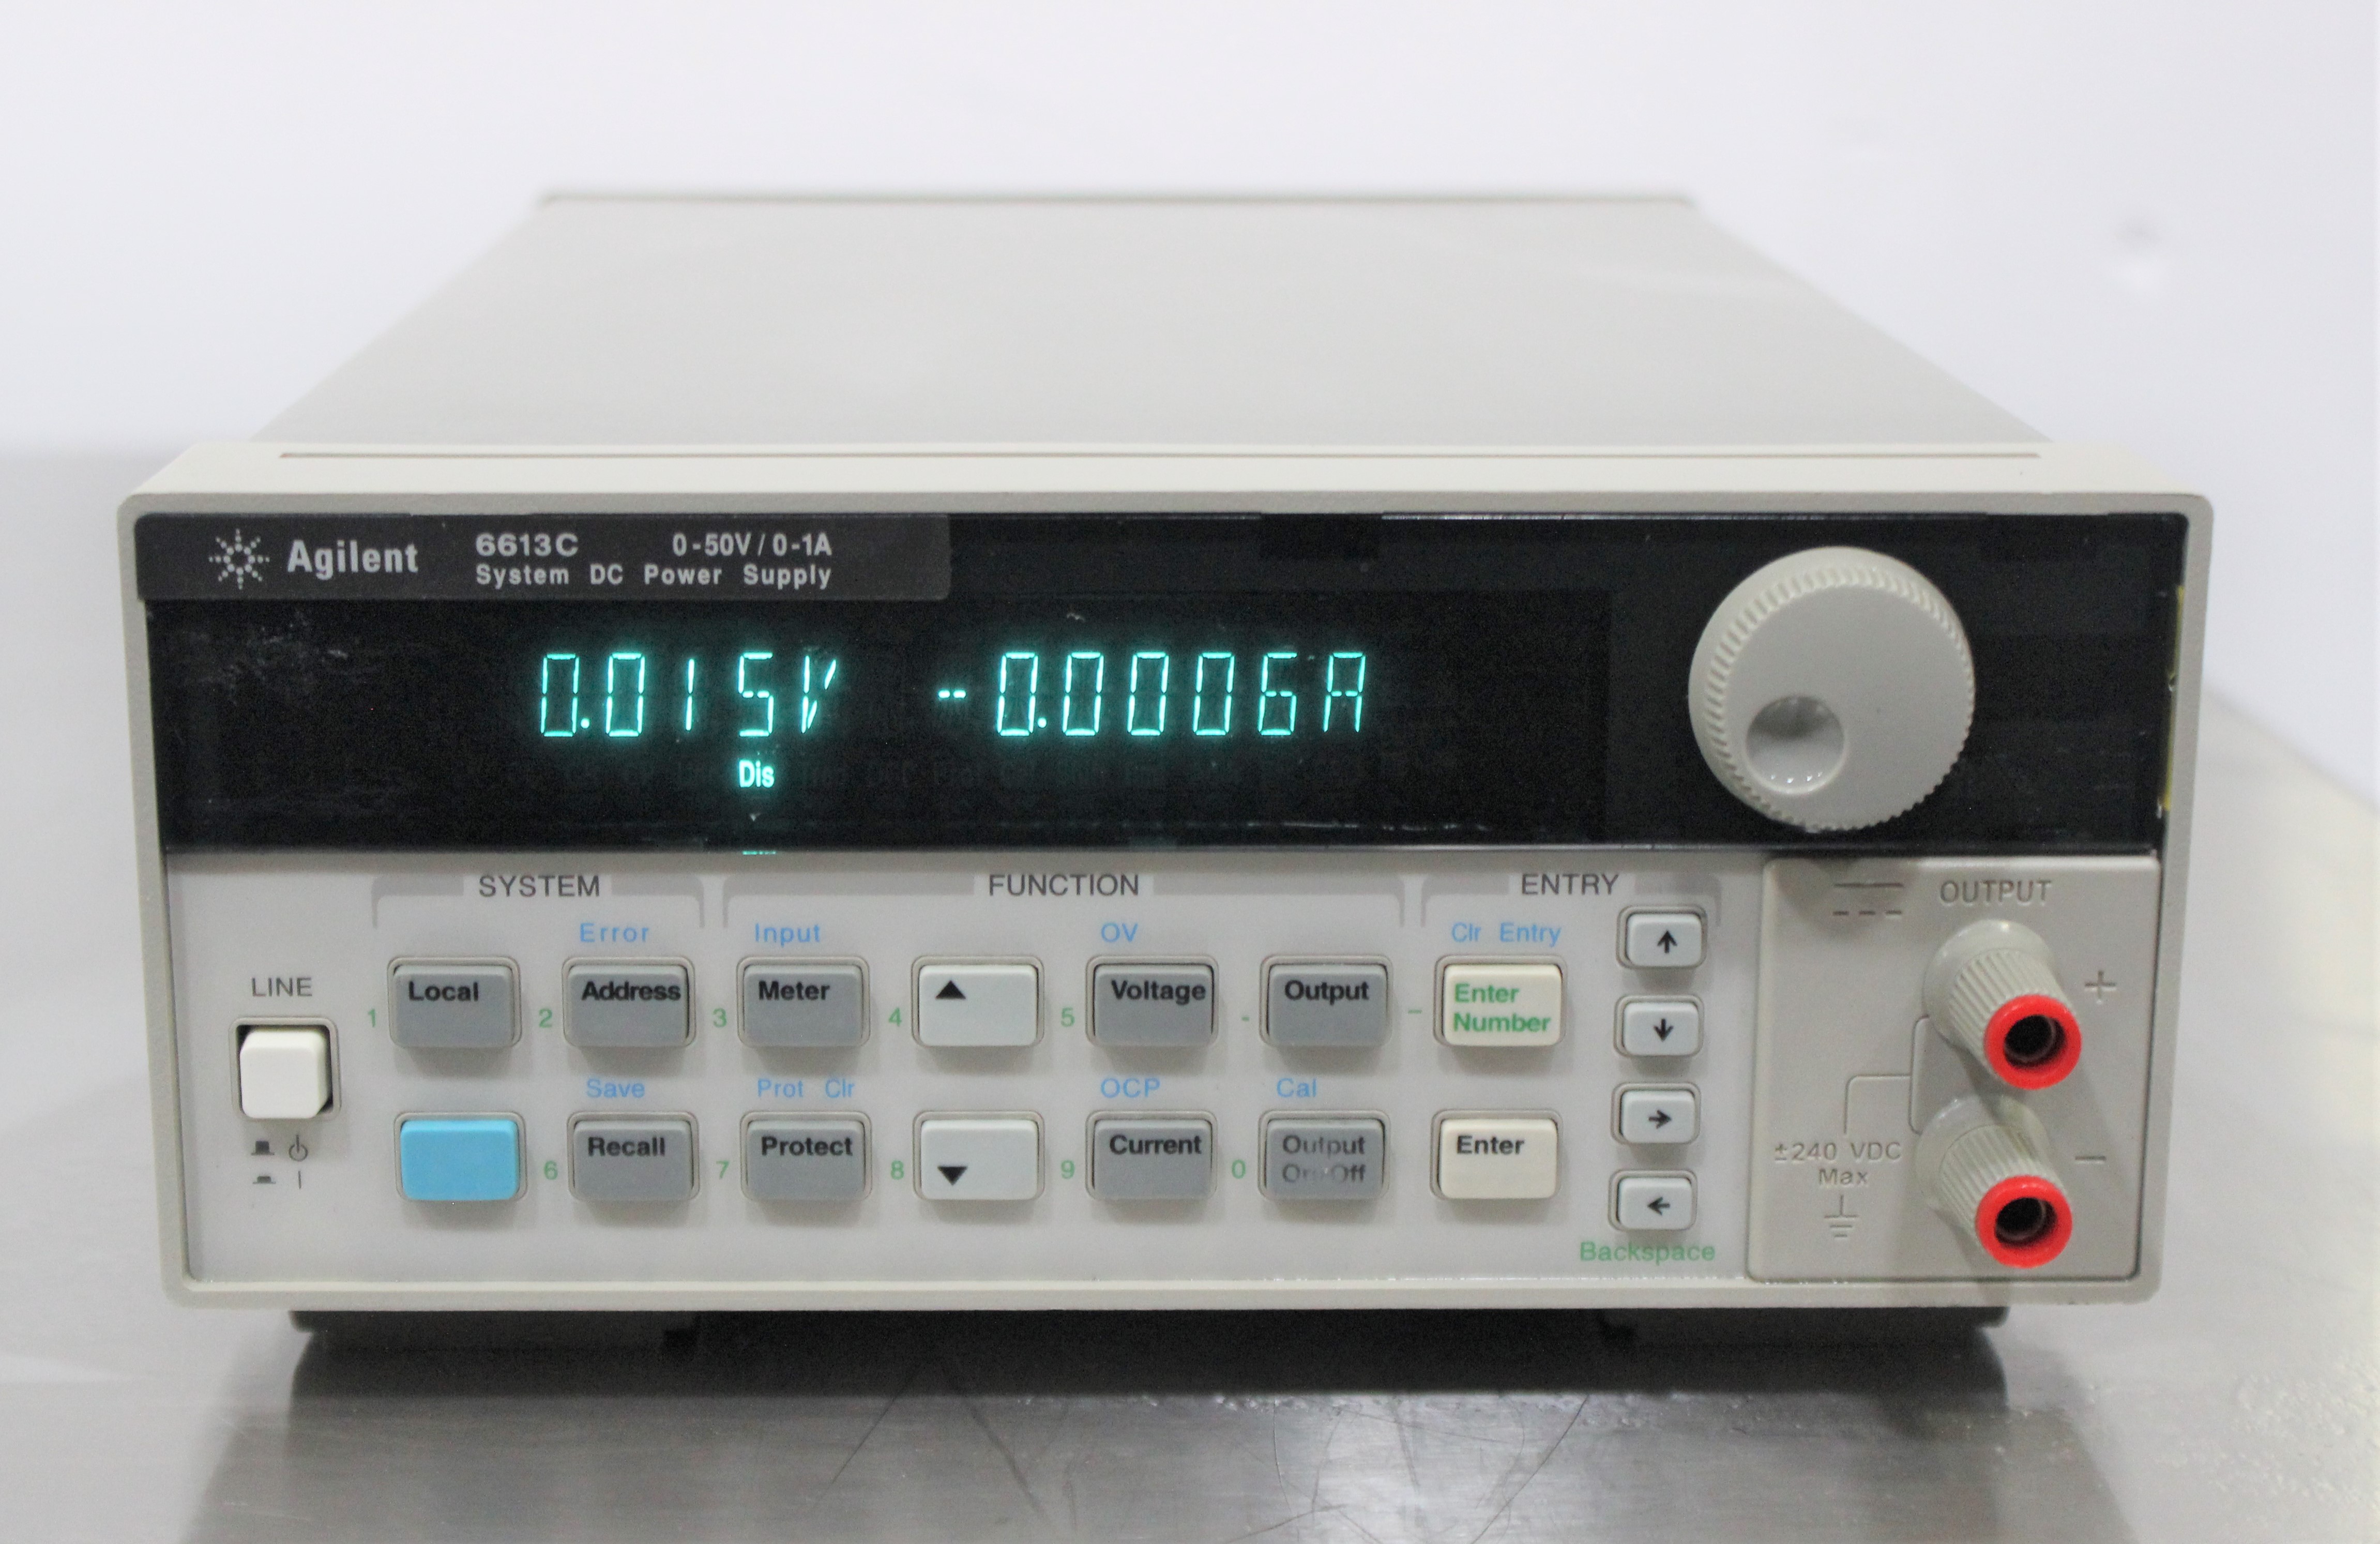 Agilent
6613C 0-50V / 0-1A
System DC Power Supply
0.015V -0.0006A
Dis
SYSTEM FUNCTION ENTRY
OUTPUT
Error Input OV Clr Entry
LINE
1 Local 2 Address 3 Meter 4 ▲ 5 Voltage - Output – Enter Number ↑
↓
+
Save Prot Clr OCP Cal
6 Recall 7 Protect 8 ▼ 9 Current 0 Output On/Off Enter →
←
Backspace
±240 VDC
Max
–